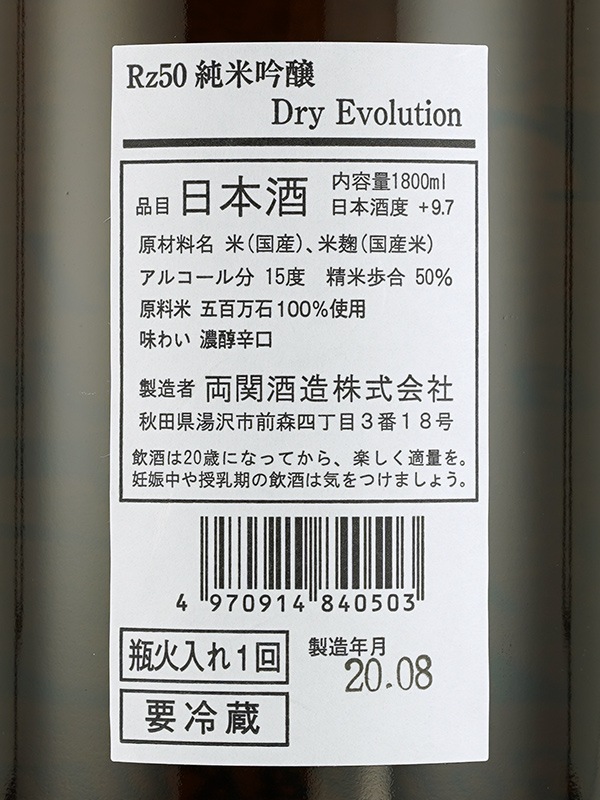 Rz50 純米吟醸
Dry Evolution
品目 日本酒 内容量1800ml
日本酒度 +9.7
原材料名 米(国産)、米麹(国産米)
アルコール分 15度 精米歩合 50%
原料米 五百万石100%使用
味わい 濃醇辛口
製造者 両関酒造株式会社
秋田県湯沢市前森四丁目3番18号
飲酒は20歳になってから、楽しく適量を。
妊娠中や授乳期の飲酒は気をつけましょう。
4 970914 840503
瓶火入れ1回 製造年月
20.08
要冷蔵